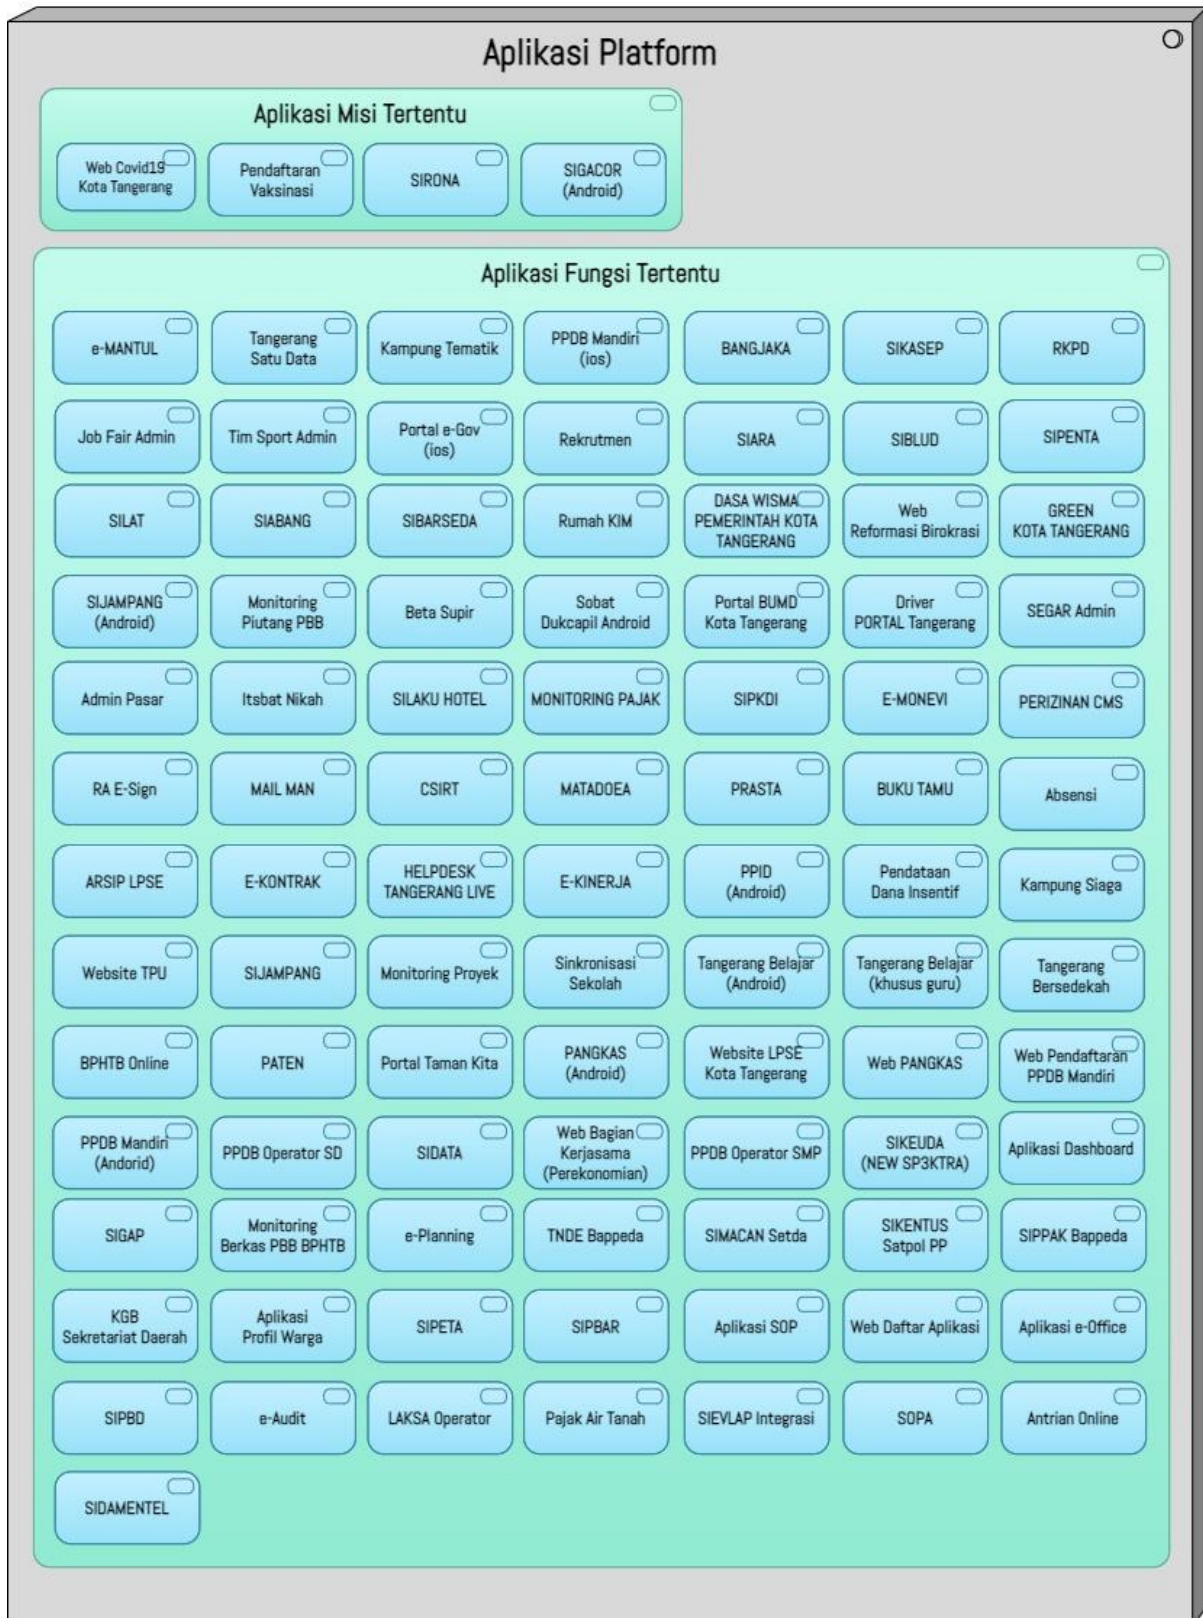 Aplikasi Platform
Aplikasi Misi Tertentu
Web Covid19
Kota Tangerang
Pendaftaran
Vaksinasi
SIRONA
SIGACOR
(Android)
Aplikasi Fungsi Tertentu
e-MANTUL
Tangerang
Satu Data
Kampung Tematik
PPDB Mandiri
(ios)
BANGJAKA
SIKASEP
RKPD
Job Fair Admin
Tim Sport Admin
Portal e-Gov
(ios)
Rekrutmen
SIARA
SIBLUD
SIPENTA
SILAT
SIABANG
SIBARSEDA
Rumah KIM
DASA WISMA
PEMERINTAH KOTA
TANGERANG
Web
Reformasi Birokrasi
GREEN
KOTA TANGERANG
SIJAMPANG
(Android)
Monitoring
Piutang PBB
Beta Supir
Sobat
Dukcapil Android
Portal BUMD
Kota Tangerang
Driver
PORTAL Tangerang
SEGAR Admin
Admin Pasar
Itsbat Nikah
SILAKU HOTEL
MONITORING PAJAK
SIPKDI
E-MONEVI
PERIZINAN CMS
RA E-Sign
MAIL MAN
CSIRT
MATADOEA
PRASTA
BUKU TAMU
Absensi
ARSIP LPSE
E-KONTRAK
HELPDESK
TANGERANG LIVE
E-KINERJA
PPID
(Android)
Pendataan
Dana Insentif
Kampung Siaga
Website TPU
SIJAMPANG
Monitoring Proyek
Sinkronisasi
Sekolah
Tangerang Belajar
(Android)
Tangerang Belajar
(khusus guru)
Tangerang
Bersedekah
BPHTB Online
PATEN
Portal Taman Kita
PANGKAS
(Android)
Website LPSE
Kota Tangerang
Web PANGKAS
Web Pendaftaran
PPDB Mandiri
PPDB Mandiri
(Andorid)
PPDB Operator SD
SIDATA
Web Bagian
Kerjasama
(Perekonomian)
PPDB Operator SMP
SIKEUDA
(NEW SP3KTRA)
Aplikasi Dashboard
SIGAP
Monitoring
Berkas PBB BPHTB
e-Planning
TNDE Bappeda
SIMACAN Setda
SIKENTUS
Satpol PP
SIPPAK Bappeda
KGB
Sekretariat Daerah
Aplikasi
Profil Warga
SIPETA
SIPBAR
Aplikasi SOP
Web Daftar Aplikasi
Aplikasi e-Office
SIPBD
e-Audit
LAKSA Operator
Pajak Air Tanah
SIEVLAP Integrasi
SOPA
Antrian Online
SIDAMENTEL